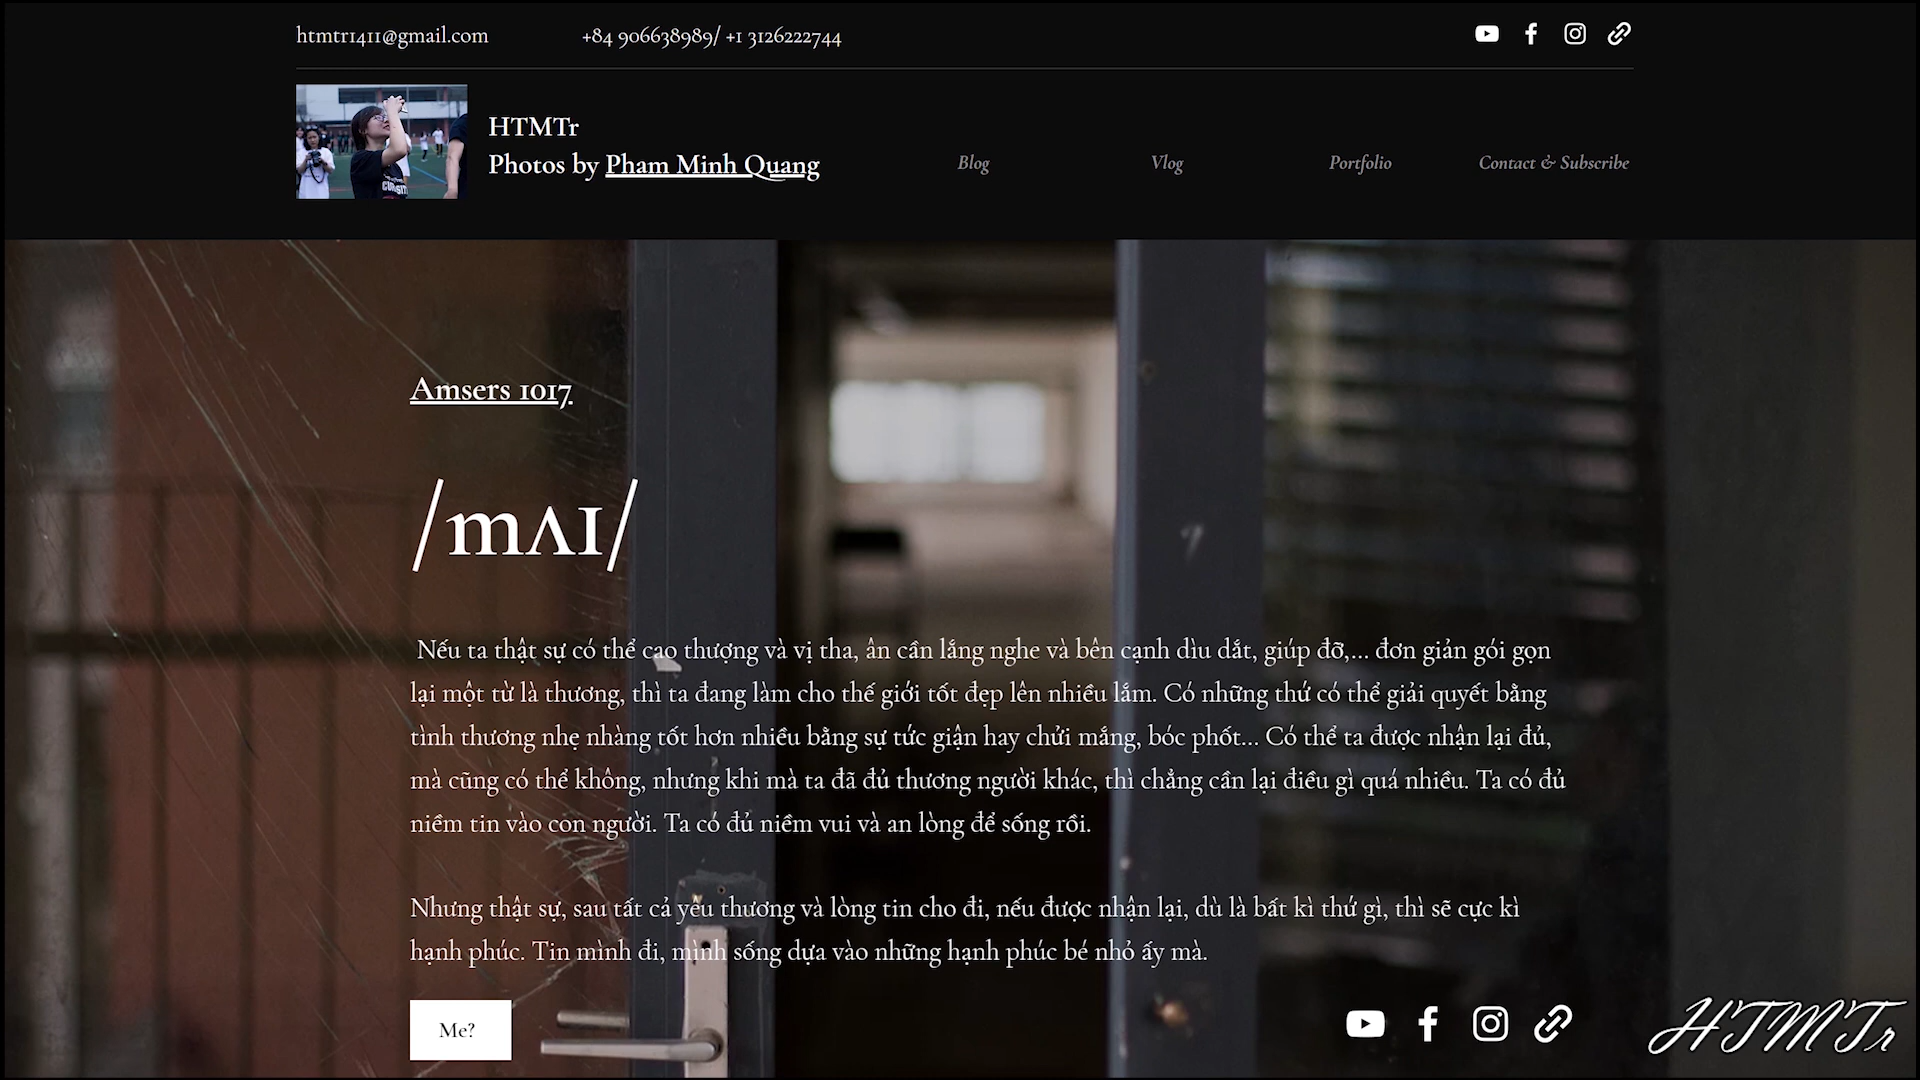 htmtr1411@gmail.com
+84 906638989/ +1 3126222744
HTMTr
Photos by Pham Minh Quang
Blog
Vlog
Portfolio
Contact & Subscribe
Amsers 1017
/mʌɪ/
Nếu ta thật sự có thể cao thượng và vị tha, ân cần lắng nghe và bên cạnh dìu dắt, giúp đỡ,... đơn giản gói gọn
lại một từ là thương, thì ta đang làm cho thế giới tốt đẹp lên nhiều lắm. Có những thứ có thể giải quyết bằng
tình thương nhẹ nhàng tốt hơn nhiều bằng sự tức giận hay chửi mắng, bóc phốt... Có thể ta được nhận lại đủ,
mà cũng có thể không, nhưng khi mà ta đã đủ thương người khác, thì chẳng cần lại điều gì quá nhiều. Ta có đủ
niềm tin vào con người. Ta có đủ niềm vui và an lòng để sống rồi.
Nhưng thật sự, sau tất cả yêu thương và lòng tin cho đi, nếu được nhận lại, dù là bất kì thứ gì, thì sẽ cực kì
hạnh phúc. Tin mình đi, mình sống dựa vào những hạnh phúc bé nhỏ ấy mà.
Me?
HTMTr